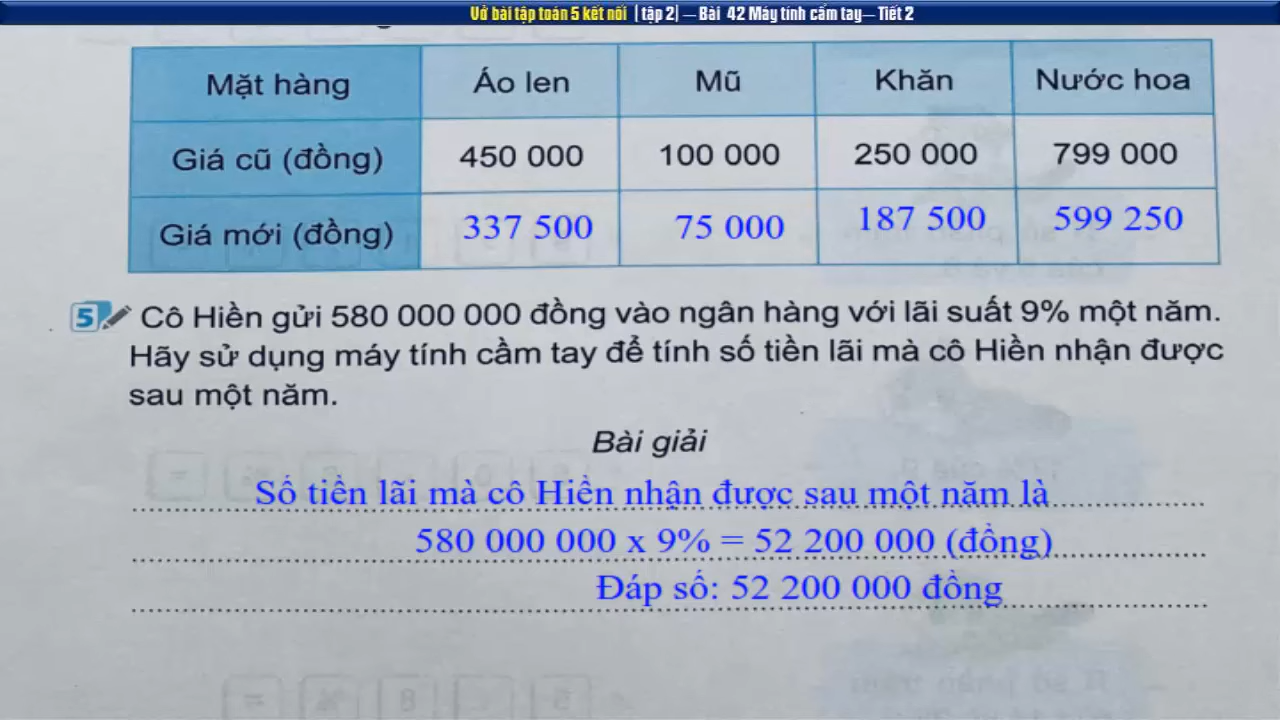 Vở bài tập toán 5 kết nối (tập 2) – Bài 42 Máy tính cầm tay– Tiết 2
Mặt hàng Áo len Mũ Khăn Nước hoa
Giá cũ (đồng) 450 000 100 000 250 000 799 000
Giá mới (đồng) 337 500 75 000 187 500 599 250
5 Cô Hiền gửi 580 000 000 đồng vào ngân hàng với lãi suất 9% một năm.
Hãy sử dụng máy tính cầm tay để tính số tiền lãi mà cô Hiền nhận được
sau một năm.
Bài giải
Số tiền lãi mà cô Hiền nhận được sau một năm là
580 000 000 x 9% = 52 200 000 (đồng)
Đáp số: 52 200 000 đồng